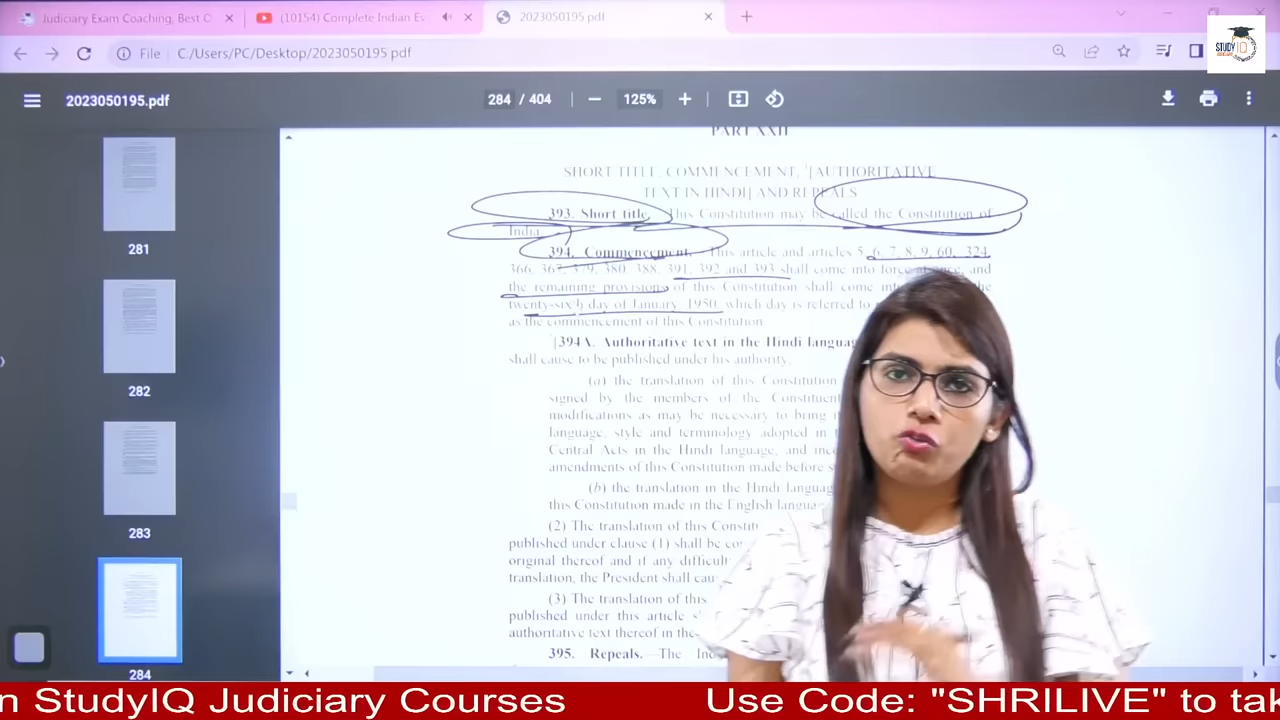 Judiciary Exam Coaching, Best O
(10154) Complete Indian Ev
2023050195.pdf
File C:/Users/PC/Desktop/2023050195.pdf
STUDY IQ
2023050195.pdf
284 / 404
125%
PART XXII
SHORT TITLE, COMMENCEMENT, 1[AUTHORITATIVE
TEXT IN HINDI] AND REPEALS
393. Short title. This Constitution may be called the Constitution of
India.
394. Commencement. This article and articles 5, 6, 7, 8, 9, 60, 324,
366, 367, 379, 380, 388, 391, 392 and 393 shall come into force at once, and
the remaining provisions of this Constitution shall come the
twenty-sixth day of January, 1950, which day is referred to
as the commencement of this Constitution.
[394A. Authoritative text in the Hindi langua
shall cause to be published under his authority,
(a) the translation of this Constitution
signed by the members of the Constituent
modifications as may be necessary to bring
language, style and terminology adopted in
Central Acts in the Hindi language, and
amendments of this Constitution made before
(b) the translation in the Hindi languag
this Constitution made in the English langua
(2) The translation of this Constit
published under clause (1) shall be co
original thereof and if any difficul
translation, the President shall cau
(3) The translation of this
published under this article
authoritative text thereof in the
395. Repeals.—The In
281
282
283
284
n StudyIQ Judiciary Courses Use Code: "SHRILIVE" to tak